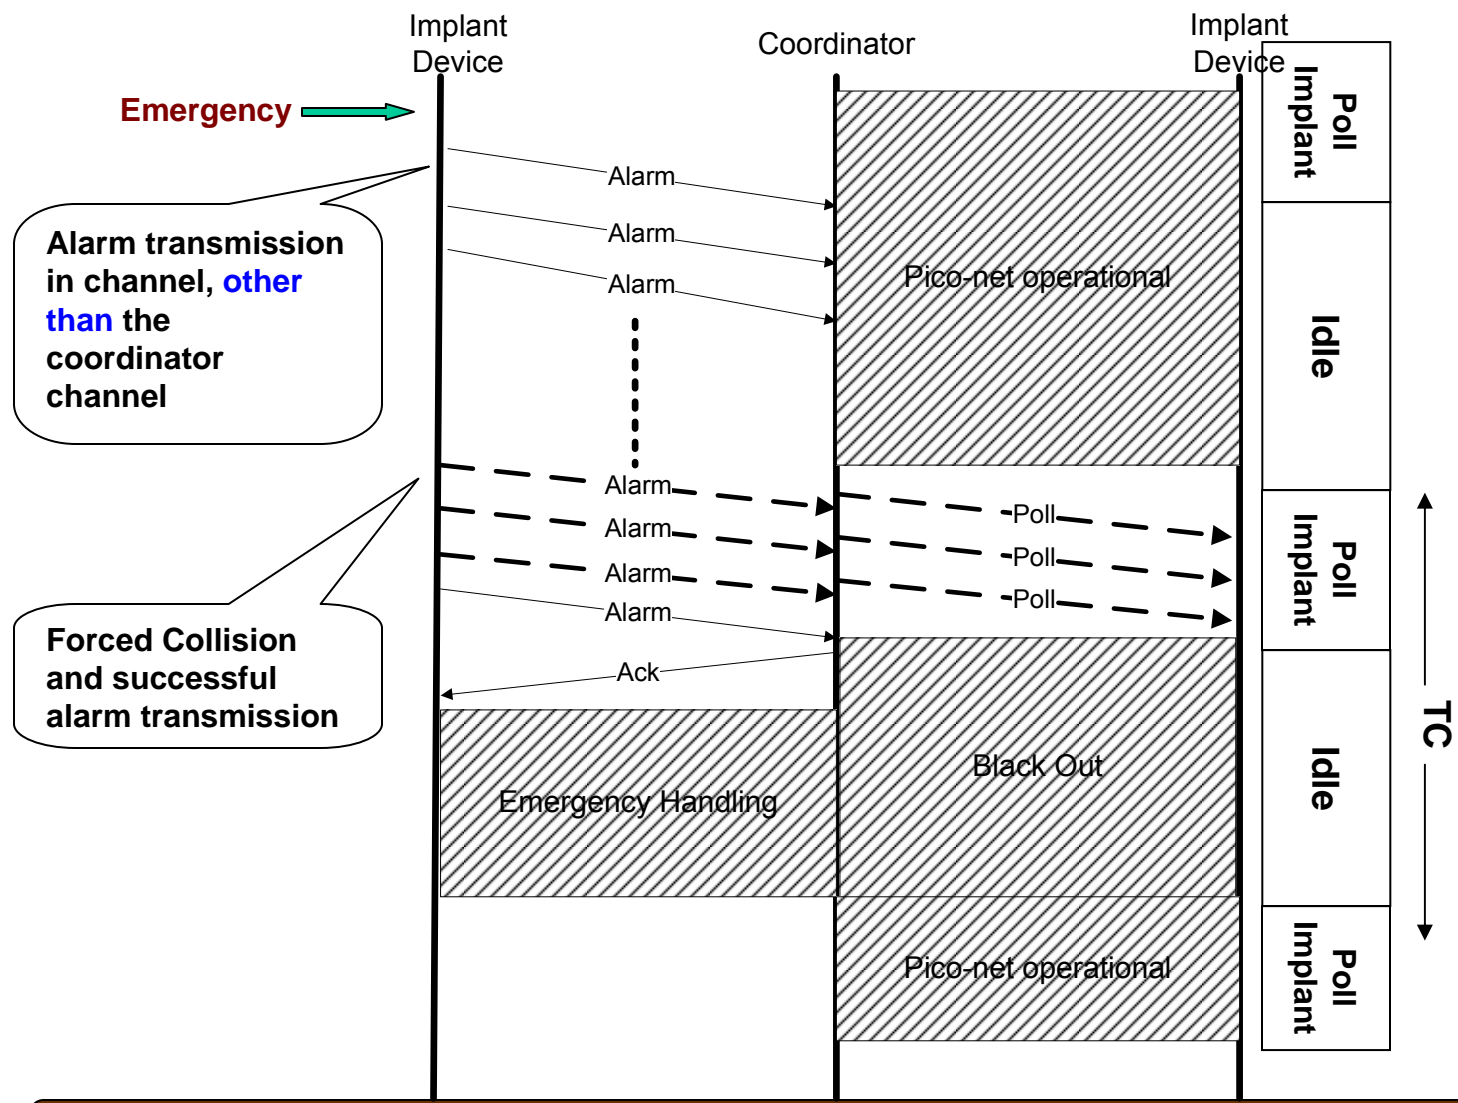 Implant
Device
Coordinator
Implant
Device
Emergency
Alarm transmission
in channel, other
than the
coordinator
channel
Alarm
Alarm
Alarm
Pico-net operational
Poll
Implant
Idle
Alarm
Alarm
Alarm
Alarm
Poll
Poll
Poll
Poll
Implant
Forced Collision
and successful
alarm transmission
Ack
Emergency Handling
Black Out
Idle
TC
Pico-net operational
Poll
Implant